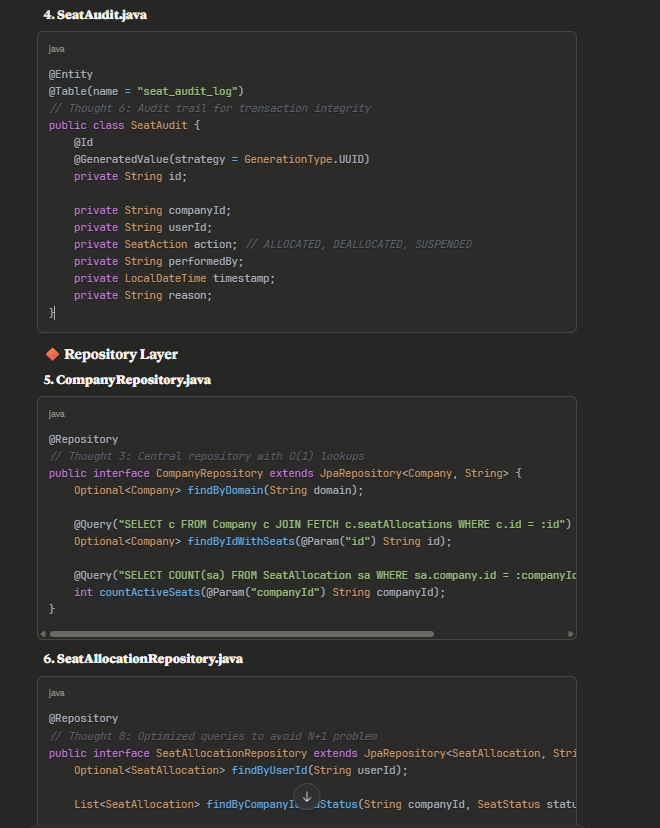 4. SeatAudit.java
java
@Entity
@Table(name = "seat_audit_log")
// Thought 6: Audit trail for transaction integrity
public class SeatAudit {
    @Id
    @GeneratedValue(strategy = GenerationType.UUID)
    private String id;
    private String companyId;
    private String userId;
    private SeatAction action; // ALLOCATED, DEALLOCATED, SUSPENDED
    private String performedBy;
    private LocalDateTime timestamp;
    private String reason;
}
Repository Layer
5. CompanyRepository.java
java
@Repository
// Thought 3: Central repository with O(1) lookups
public interface CompanyRepository extends JpaRepository<Company, String> {
    Optional<Company> findByDomain(String domain);
    @Query("SELECT c FROM Company c JOIN FETCH c.seatAllocations WHERE c.id = :id")
    Optional<Company> findByIdWithSeats(@Param("id") String id);
    @Query("SELECT COUNT(sa) FROM SeatAllocation sa WHERE sa.company.id = :companyId
    int countActiveSeats(@Param("companyId") String companyId);
}
6. SeatAllocationRepository.java
java
@Repository
// Thought 8: Optimized queries to avoid N+1 problem
public interface SeatAllocationRepository extends JpaRepository<SeatAllocation, Stri
    Optional<SeatAllocation> findByUserId(String userId);
    List<SeatAllocation> (String companyId, SeatStatus statu